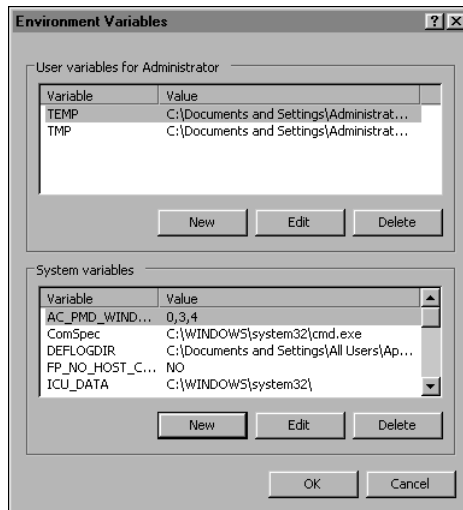 Environment Variables
User variables for Administrator
Variable Value
TEMP C:\Documents and Settings\Administrat...
TMP C:\Documents and Settings\Administrat...
New Edit Delete
System variables
Variable Value
AC_PMD_WIND... 0,3,4
ComSpec C:\WINDOWS\system32\cmd.exe
DEFLOGDIR C:\Documents and Settings\All Users\Ap...
FP_NO_HOST_C... NO
ICU_DATA C:\WINDOWS\system32\
New Edit Delete
OK Cancel